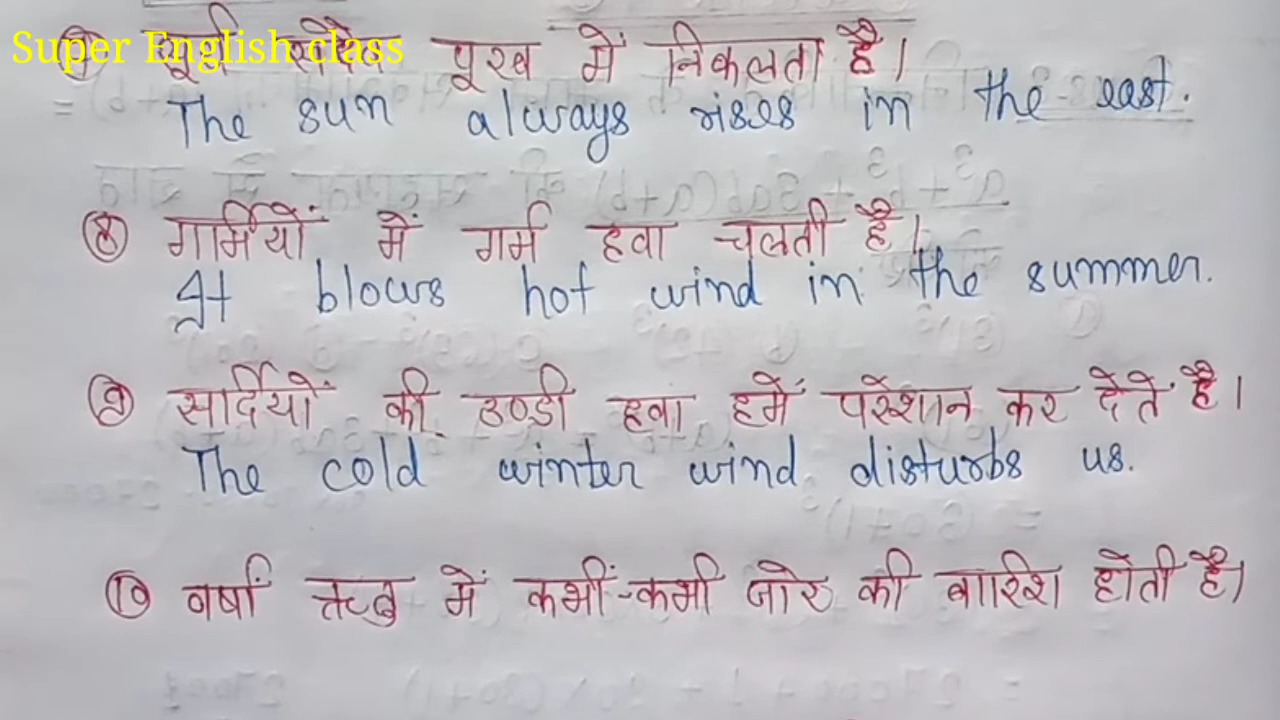 Super English class
पूरब में निकलता है।
The sun always rises in the east.
⑧ गर्मियों में गर्म हवा चलती है।
It blows hot wind in the summer.
⑨ सर्दियों की ठण्डी हवा हमें परेशान कर देते है।
The cold winter wind disturbs us.
⑩ वर्षा ऋतु में कभी-कभी जोर की बारिश होती है।